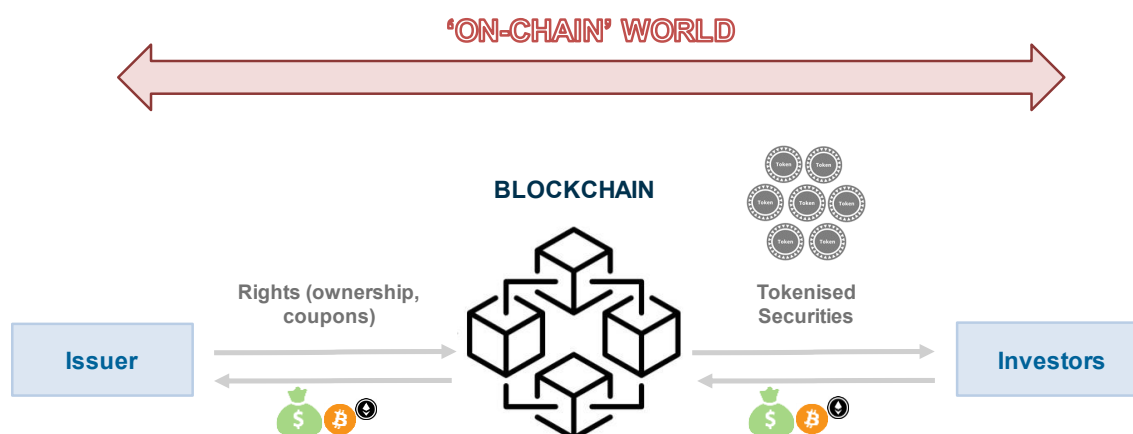 ‘ON-CHAIN’ WORLD
BLOCKCHAIN
Token Token
Token Token Token
Token Token
Rights (ownership,
coupons)
Tokenised
Securities
Issuer
Investors
$
$